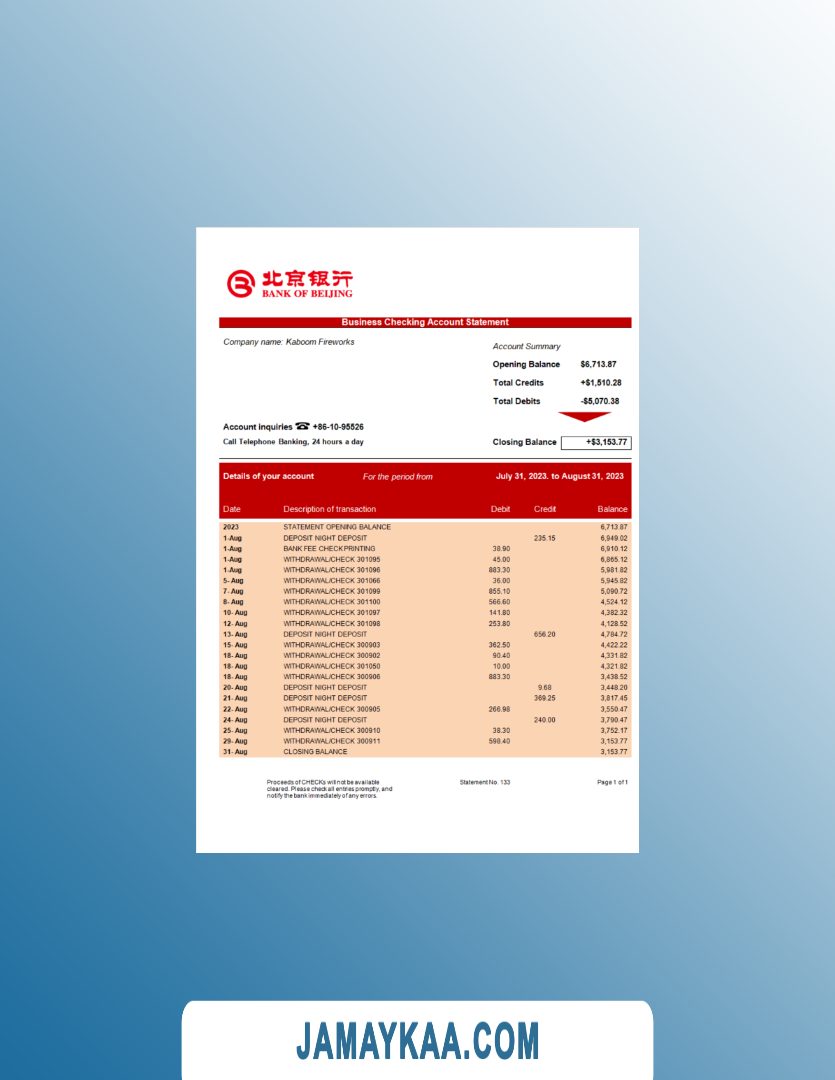 北京银行
BANK OF BEIJING
Business Checking Account Statement
Company name: Kaboom Fireworks
Account Summary
Opening Balance $6,713.87
Total Credits +$1,510.28
Total Debits -$5,070.38
Account inquiries ☎ +86-10-95526
Call Telephone Banking, 24 hours a day
Closing Balance +$3,153.77
Details of your account For the period from July 31, 2023. to August 31, 2023
Date Description of transaction Debit Credit Balance
2023 STATEMENT OPENING BALANCE 6,713.87
1-Aug DEPOSIT NIGHT DEPOSIT 235.15 6,949.02
1-Aug BANK FEE CHECK PRINTING 38.90 6,910.12
1-Aug WITHDRAWAL/CHECK 301095 45.00 6,865.12
1-Aug WITHDRAWAL/CHECK 301096 883.30 5,981.82
5- Aug WITHDRAWAL/CHECK 301066 36.00 5,945.82
7- Aug WITHDRAWAL/CHECK 301099 855.10 5,090.72
8- Aug WITHDRAWAL/CHECK 301100 566.60 4,524.12
10- Aug WITHDRAWAL/CHECK 301097 141.80 4,382.32
12- Aug WITHDRAWAL/CHECK 301098 253.80 4,128.52
13- Aug DEPOSIT NIGHT DEPOSIT 656.20 4,784.72
15- Aug WITHDRAWAL/CHECK 300903 362.50 4,422.22
18- Aug WITHDRAWAL/CHECK 300902 90.40 4,331.82
18- Aug WITHDRAWAL/CHECK 301050 10.00 4,321.82
18- Aug WITHDRAWAL/CHECK 300906 883.30 3,438.52
20- Aug DEPOSIT NIGHT DEPOSIT 9.68 3,448.20
21- Aug DEPOSIT NIGHT DEPOSIT 369.25 3,817.45
22- Aug WITHDRAWAL/CHECK 300905 266.98 3,550.47
24- Aug DEPOSIT NIGHT DEPOSIT 240.00 3,790.47
25- Aug WITHDRAWAL/CHECK 300910 38.30 3,752.17
29- Aug WITHDRAWAL/CHECK 300911 598.40 3,153.77
31- Aug CLOSING BALANCE 3,153.77
Proceeds of CHECKs will not be available Statement No. 133 Page 1 of 1
cleared. Please check all entries promptly, and
notify the bank immediately of any errors.
JAMAYKAA.COM